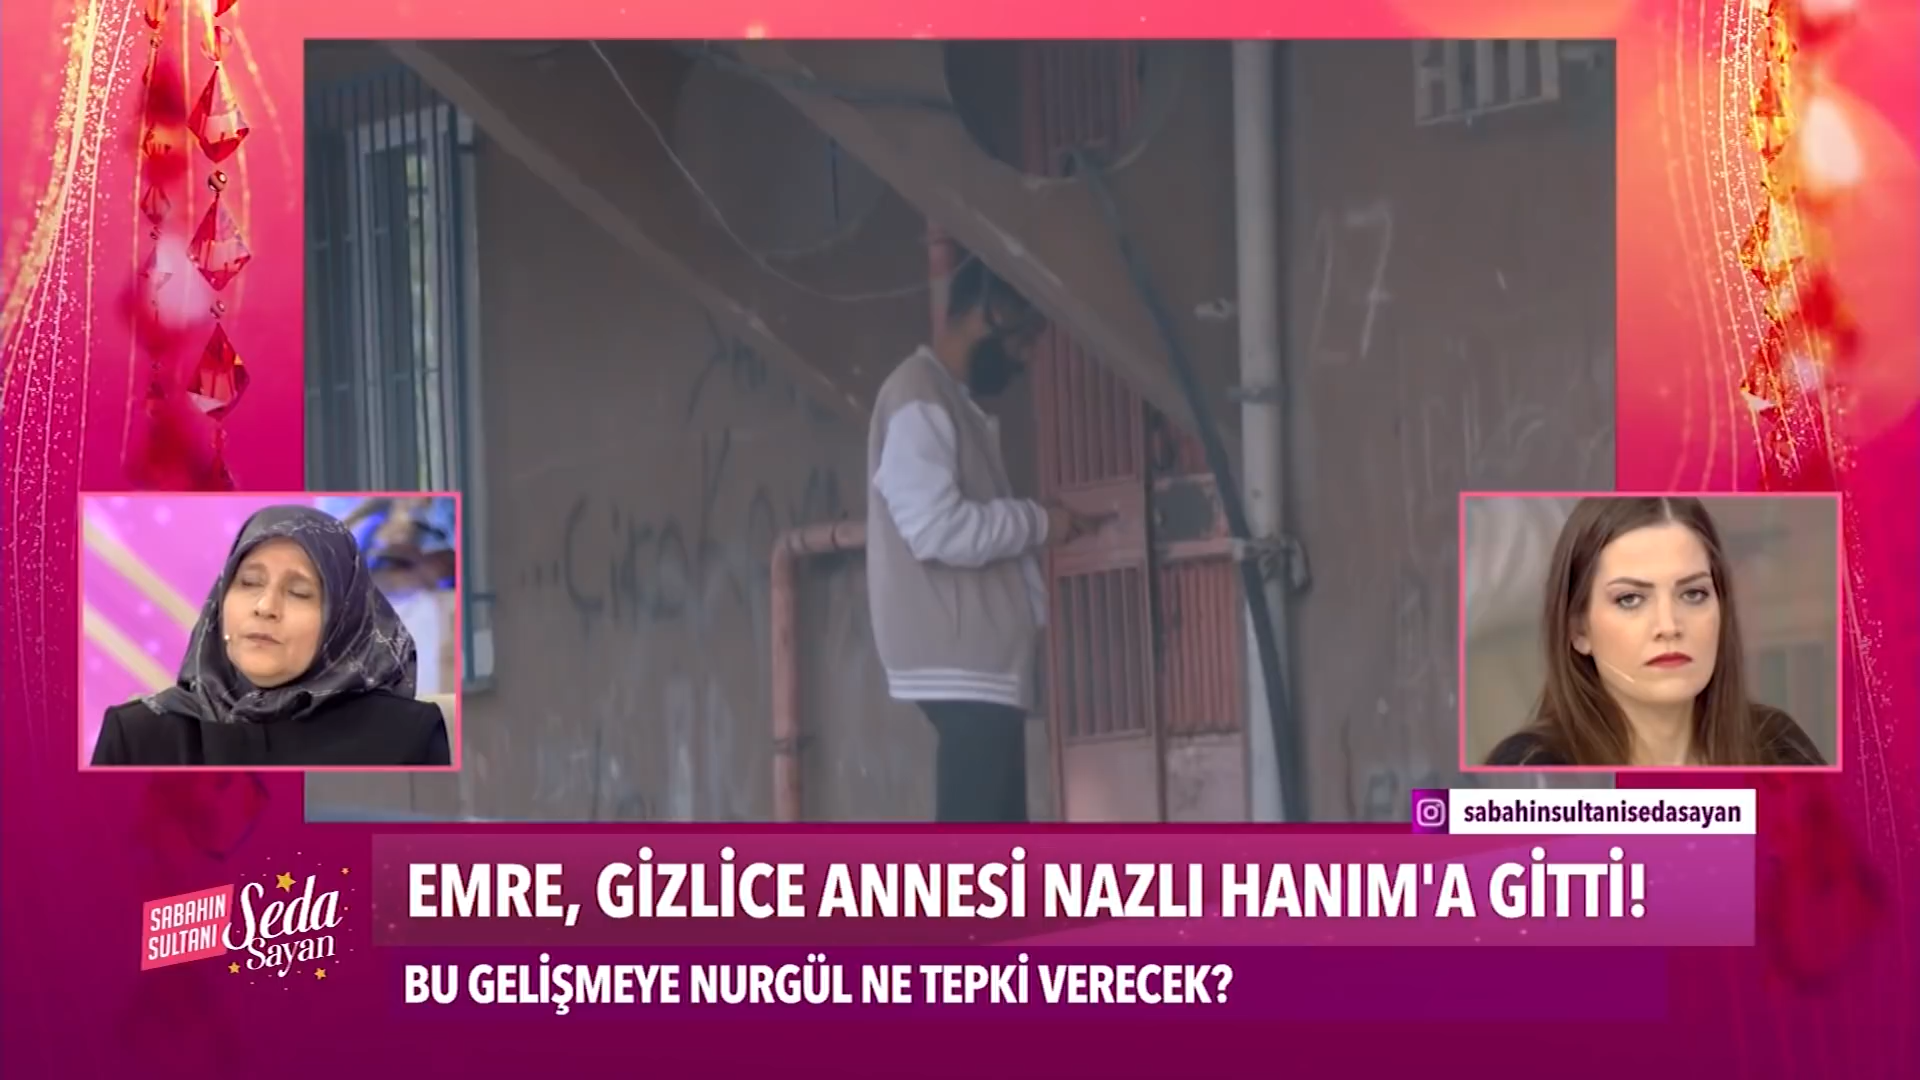 17
sabahinsultanisedasayan
EMRE, GİZLİCE ANNESİ NAZLI HANIM'A GİTTİ!
SABAHIN
SULTANI
Seda
Sayan
BU GELİŞMEYE NURGÜL NE TEPKİ VERECEK?